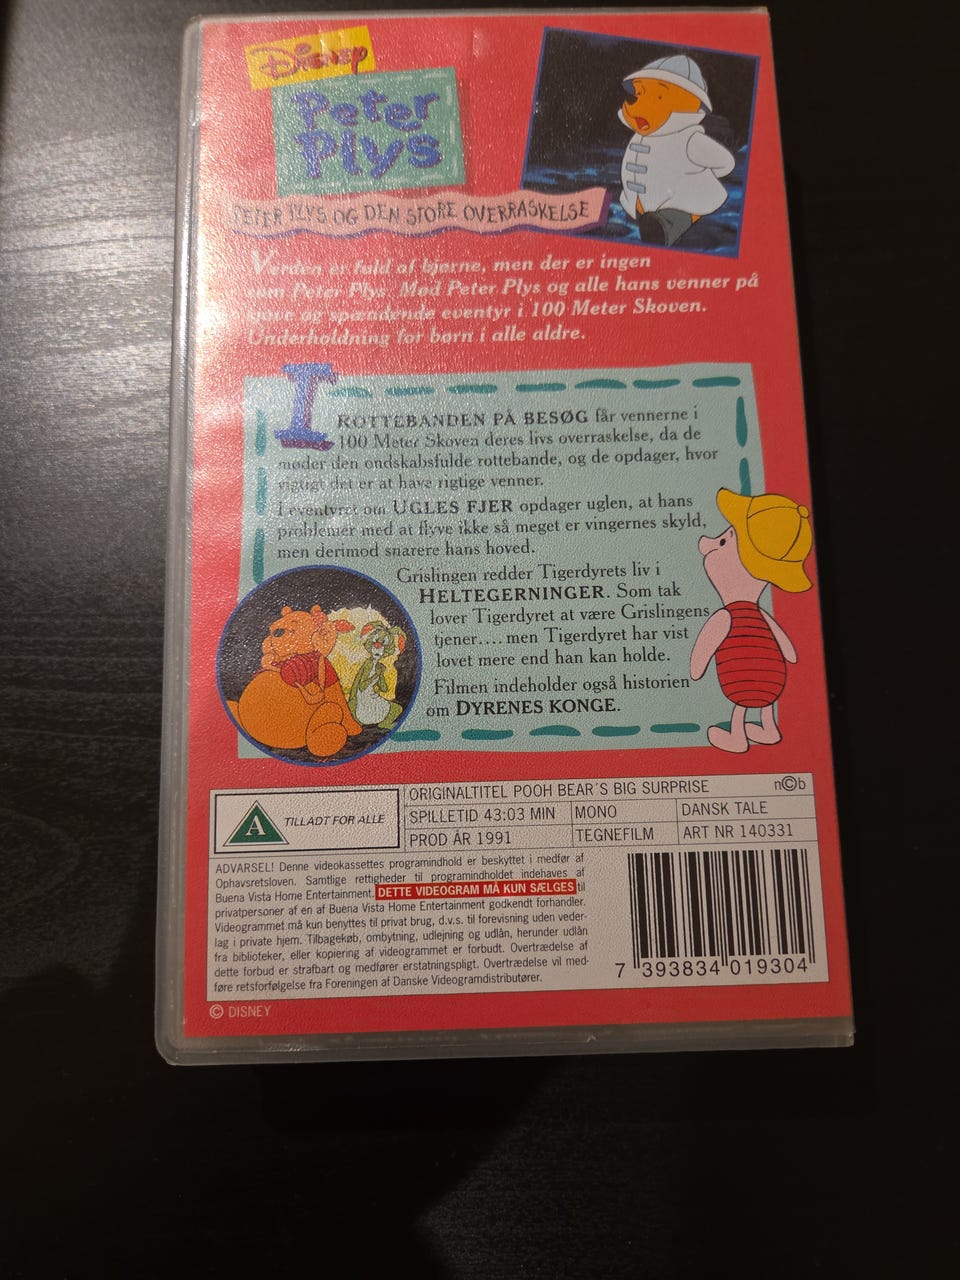 Disney
Peter
Plys
PETER PLYS OG DEN STORE OVERRASKELSE
Verden er fuld af bjørne, men der er ingen
som Peter Plys. Mød Peter Plys og alle hans venner på
sjove og spændende eventyr i 100 Meter Skoven.
Underholdning for børn i alle aldre.
I ROTTEBANDEN PÅ BESØG får vennerne i
100 Meter Skoven deres livs overraskelse, da de
møder den ondskabsfulde rottebande, og de opdager, hvor
vigtigt det er at have rigtige venner.
I eventyret om UGLES FJER opdager uglen, at hans
problemer med at flyve ikke så meget er vingernes skyld,
men derimod snarere hans hoved.
Grislingen redder Tigerdyrets liv i
HELTEGERNINGER. Som tak
lover Tigerdyret at være Grislingens
tjener.... men Tigerdyret har vist
lovet mere end han kan holde.
Filmen indeholder også historien
om DYRENES KONGE.
A TILLADT FOR ALLE
ORIGINALTITEL POOH BEAR´S BIG SURPRISE n©b
SPILLETID 43:03 MIN MONO DANSK TALE
PROD ÅR 1991 TEGNEFILM ART NR 140331
ADVARSEL! Denne videokassettes programindhold er beskyttet i medfør af
Ophavsretsloven. Samtlige rettigheder til programindholdet indehaves af
Buena Vista Home Entertainment. DETTE VIDEOGRAM MÅ KUN SÆLGES til
privatpersoner af en af Buena Vista Home Entertainment godkendt forhandler.
Videogrammet må kun benyttes til privat brug, d.v.s. til forevisning uden veder-
lag i private hjem. Tilbagekøb, ombytning, udlejning og udlån, herunder udlån
fra biblioteker, eller kopiering af videogrammet er forbudt. Overtrædelse af
dette forbud er strafbart og medfører erstatningspligt. Overtrædelse vil med-
føre retsforfølgelse fra Foreningen af Danske Videogramdistributører.
7 393834 019304
© DISNEY